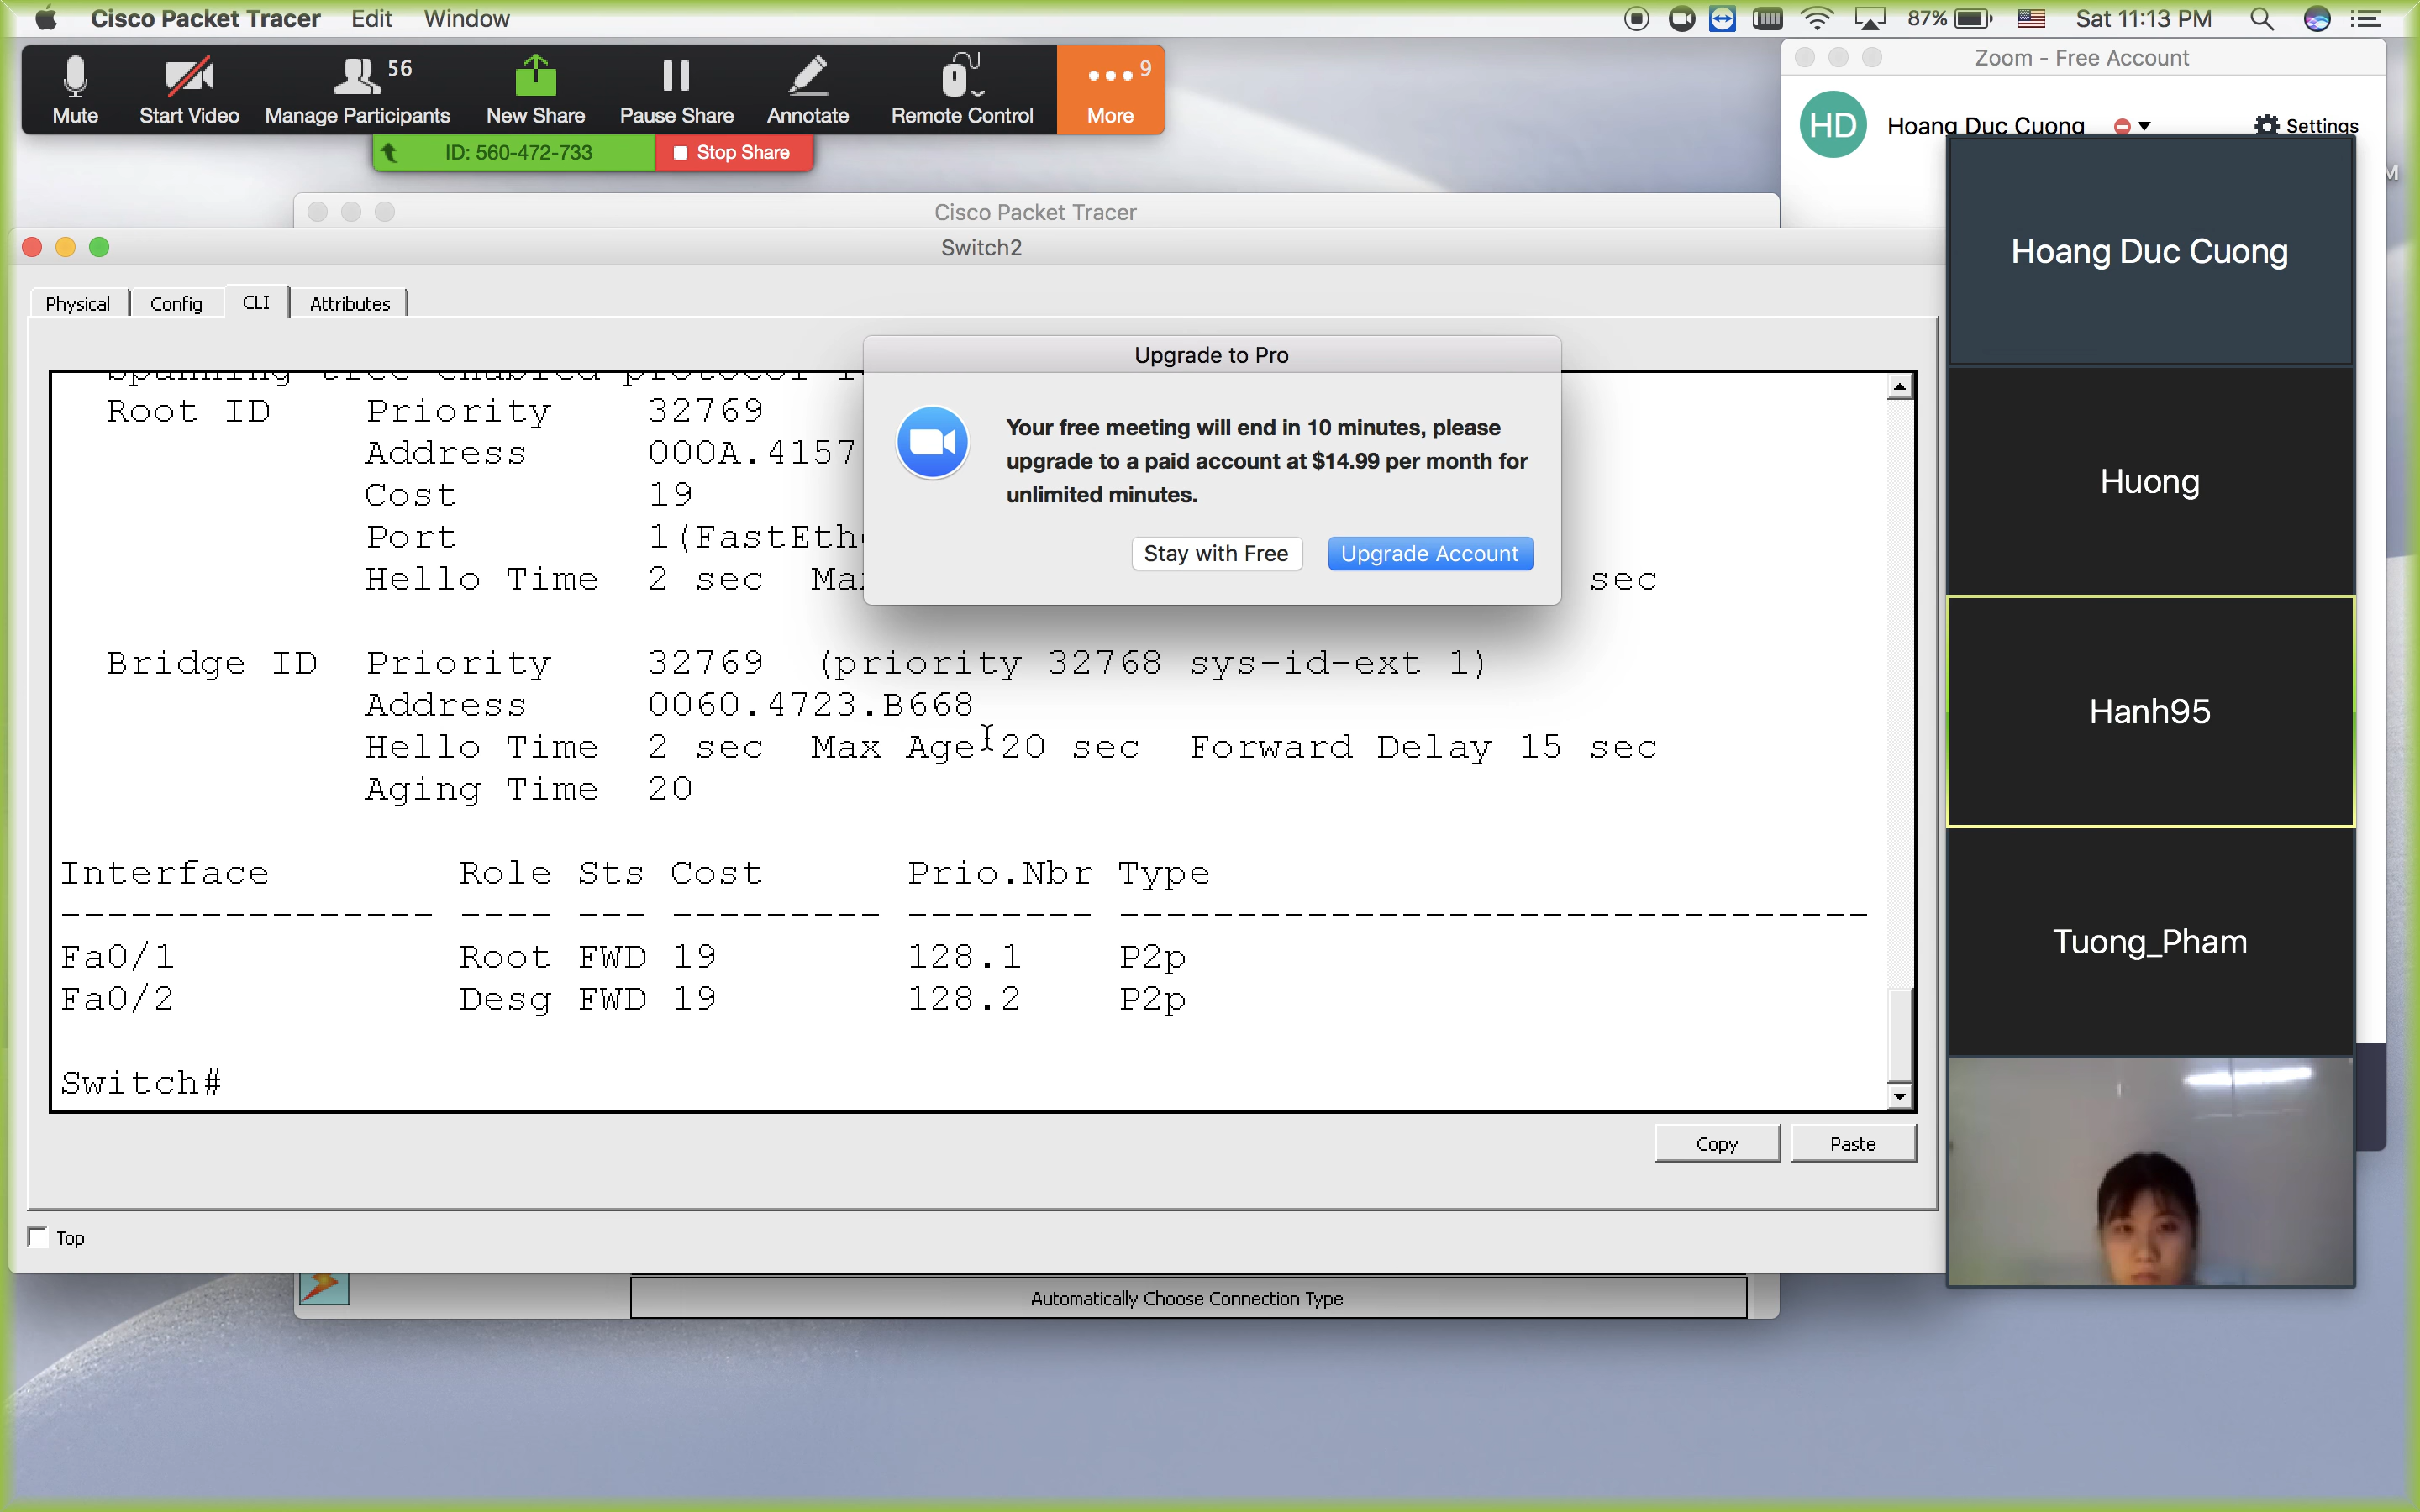 Cisco Packet Tracer Edit Window 87% Sat 11:13 PM
Mute Start Video 56 Manage Participants New Share Pause Share Annotate Remote Control 9 More
ID: 560-472-733 Stop Share
Zoom - Free Account
HD Hoang Duc Cuong Settings
M
Cisco Packet Tracer
Switch2
Physical Config CLI Attributes
Upgrade to Pro
Your free meeting will end in 10 minutes, please
upgrade to a paid account at $14.99 per month for
unlimited minutes.
Stay with Free Upgrade Account
Spanning tree enabled protocol
Root ID Priority 32769
Address 000A.4157
Cost 19
Port 1(FastEth
Hello Time 2 sec Max sec
Bridge ID Priority 32769 (priority 32768 sys-id-ext 1)
Address 0060.4723.B668
Hello Time 2 sec Max Age 20 sec Forward Delay 15 sec
Aging Time 20
Interface Role Sts Cost Prio.Nbr Type
---------------- ---- --- --------- -------- --------------------------------
Fa0/1 Root FWD 19 128.1 P2p
Fa0/2 Desg FWD 19 128.2 P2p
Switch#
Copy Paste
Top
Automatically Choose Connection Type
Hoang Duc Cuong
Huong
Hanh95
Tuong_Pham